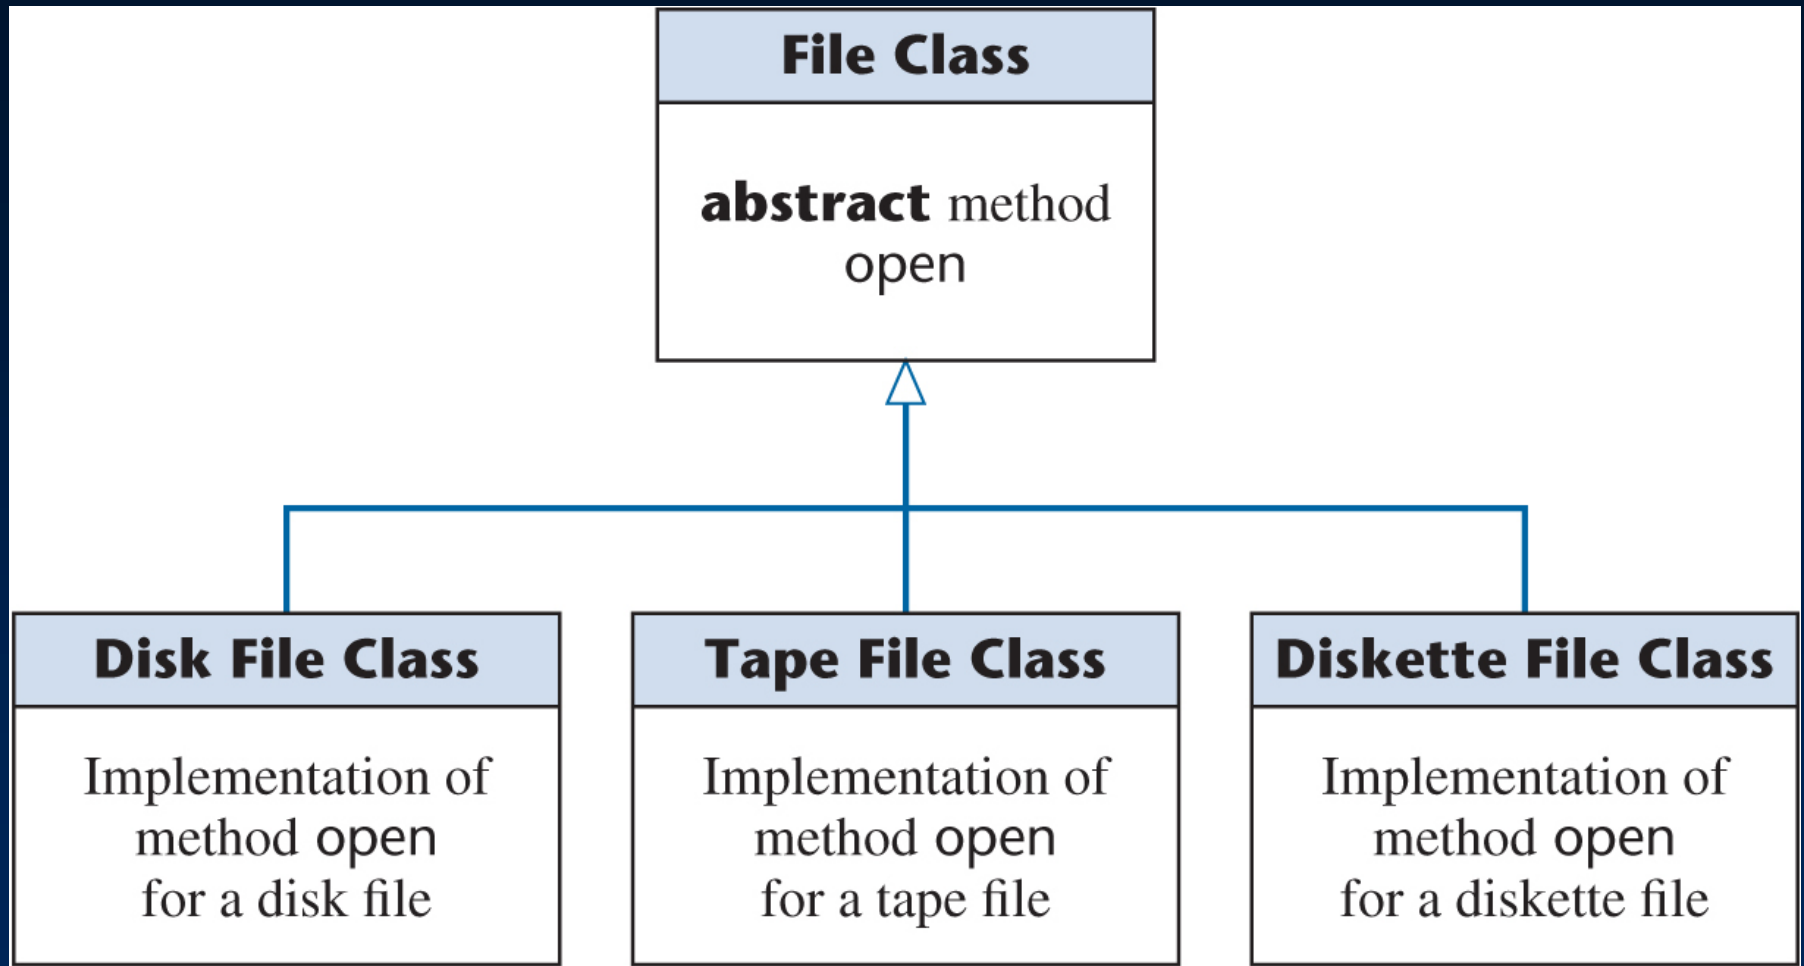 File Class
abstract method
open
Disk File Class
Implementation of
method open
for a disk file
Tape File Class
Implementation of
method open
for a tape file
Diskette File Class
Implementation of
method open
for a diskette file